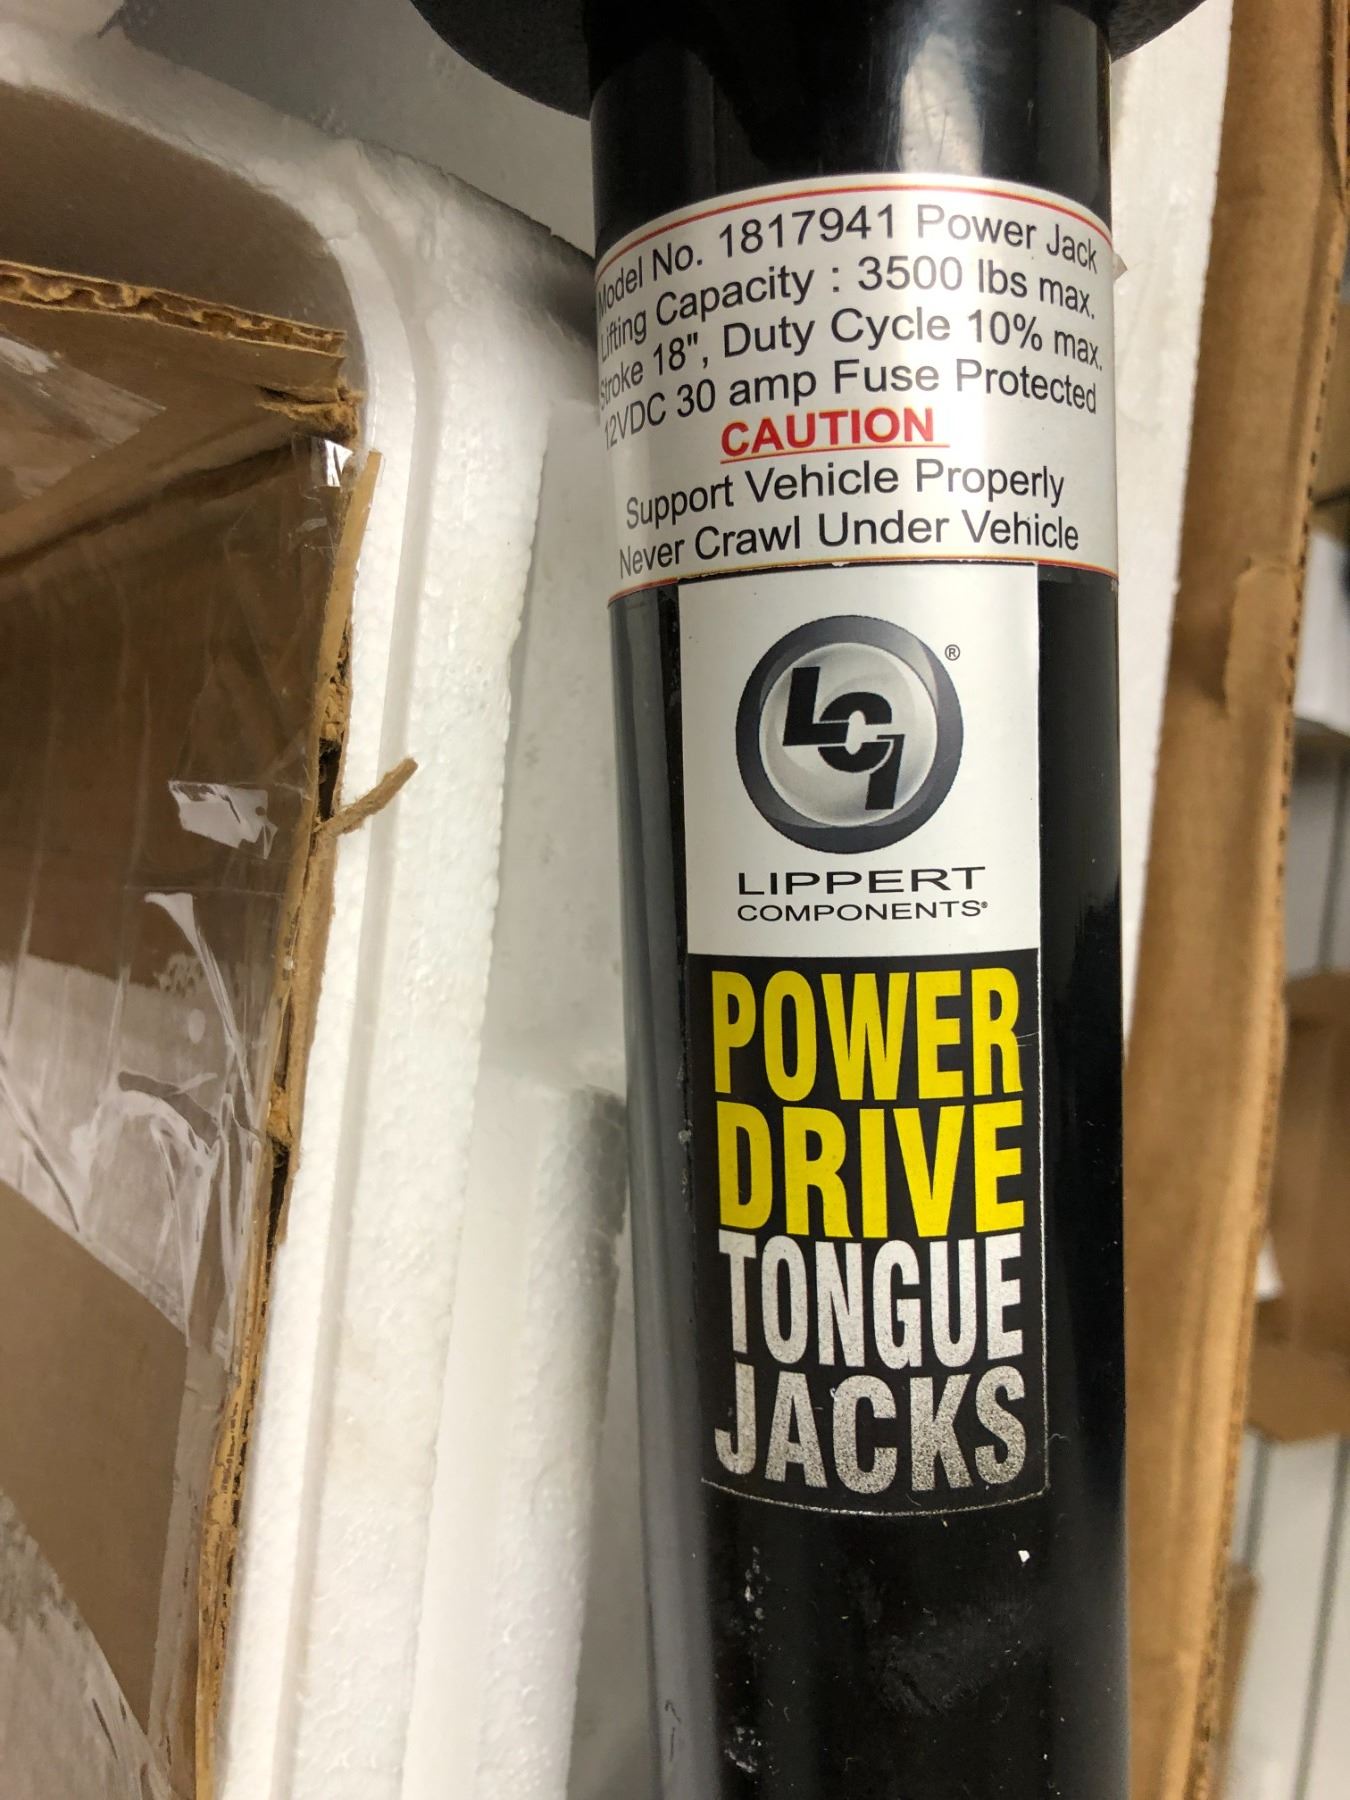 Model No. 1817941 Power Jack
Lifting Capacity : 3500 lbs max.
Stroke 18", Duty Cycle 10% max.
12VDC 30 amp Fuse Protected
CAUTION
Support Vehicle Properly
Never Crawl Under Vehicle
LCI ®
LIPPERT
COMPONENTS®
POWER
DRIVE
TONGUE
JACKS